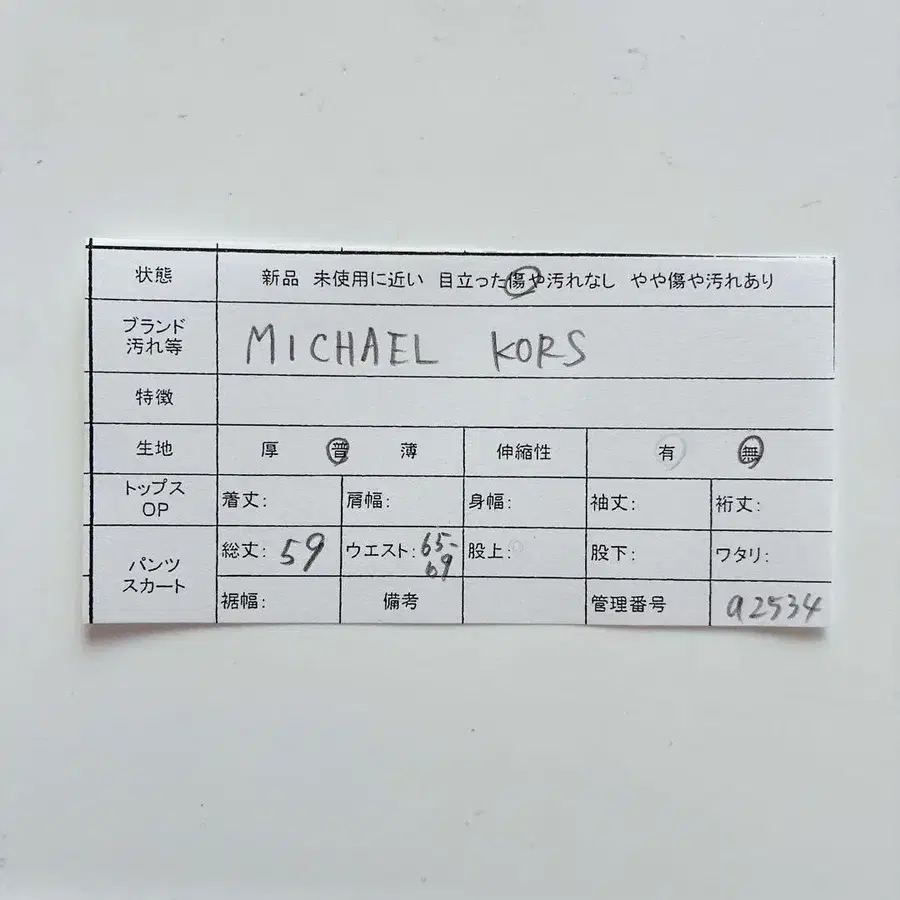 状態 新品 未使用に近い 目立った傷や汚れなし やや傷や汚れあり
ブランド
汚れ等 MICHAEL KORS
特徴
生地 厚 普 薄 伸縮性 有 無
トップス
OP 着丈: 肩幅: 身幅: 袖丈: 裄丈:
パンツ
スカート 総丈: 59 ウエスト: 65-
69 股上: 股下: ワタリ:
裾幅: 備考 管理番号 a2534